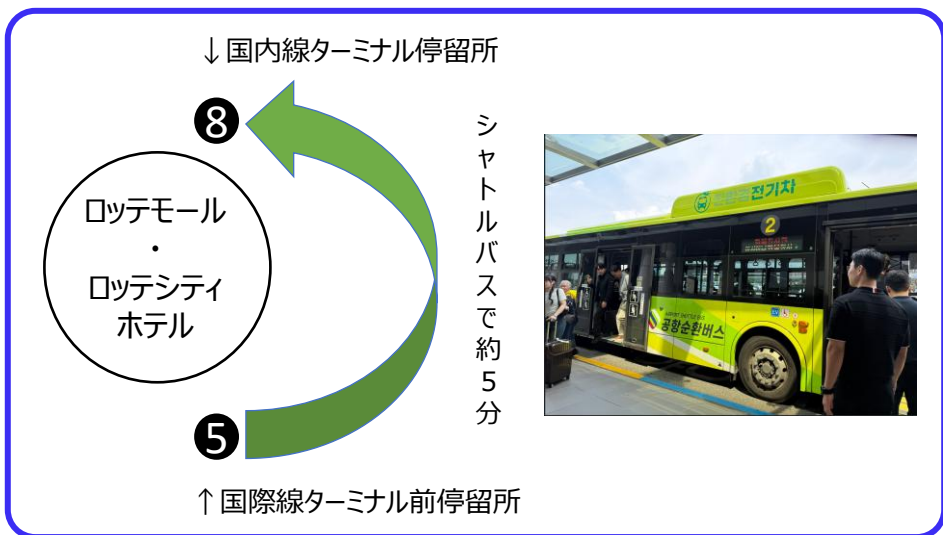 ↓国内線ターミナル停留所
❽
ロッテモール
・
ロッテシティ
ホテル
シャトルバスで約5分
❺
↑国際線ターミナル前停留所
전기차
2
공항순환버스